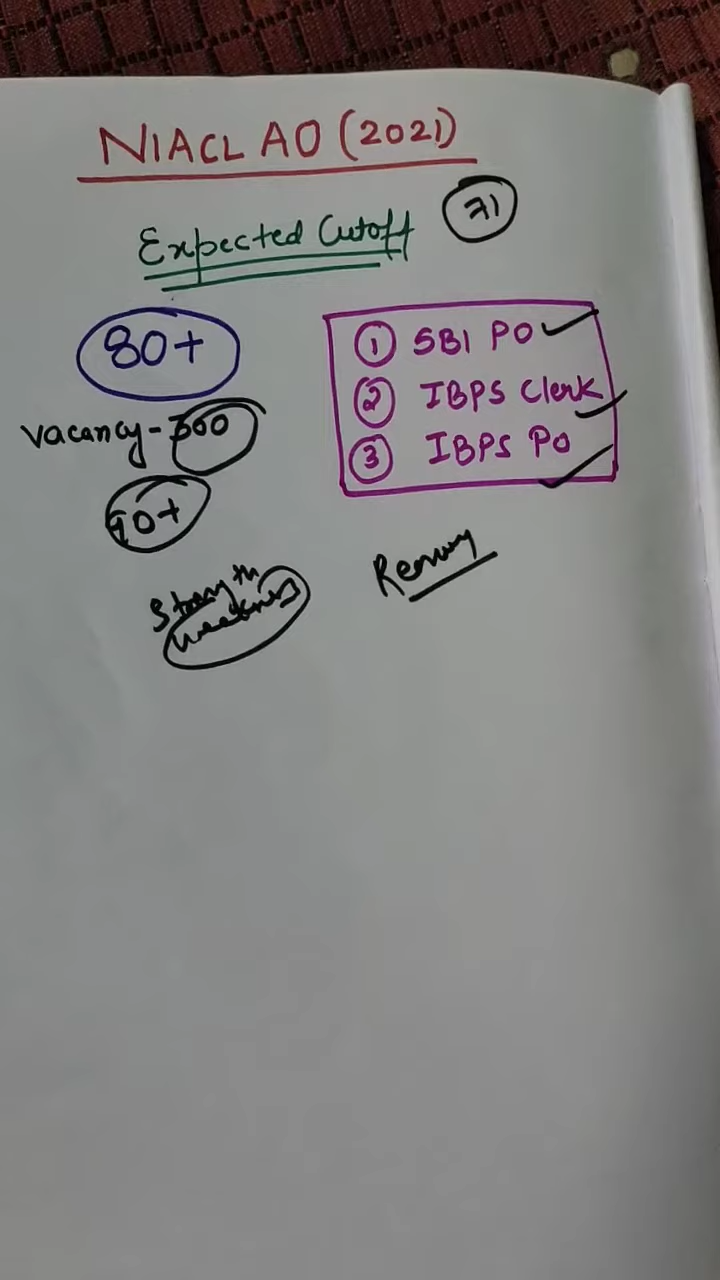 NIACL AO (2021)
Expected Cutoff
71
80+
Vacancy - 300
90+
① SBI PO
② IBPS Clerk
③ IBPS PO
Strength
weakness